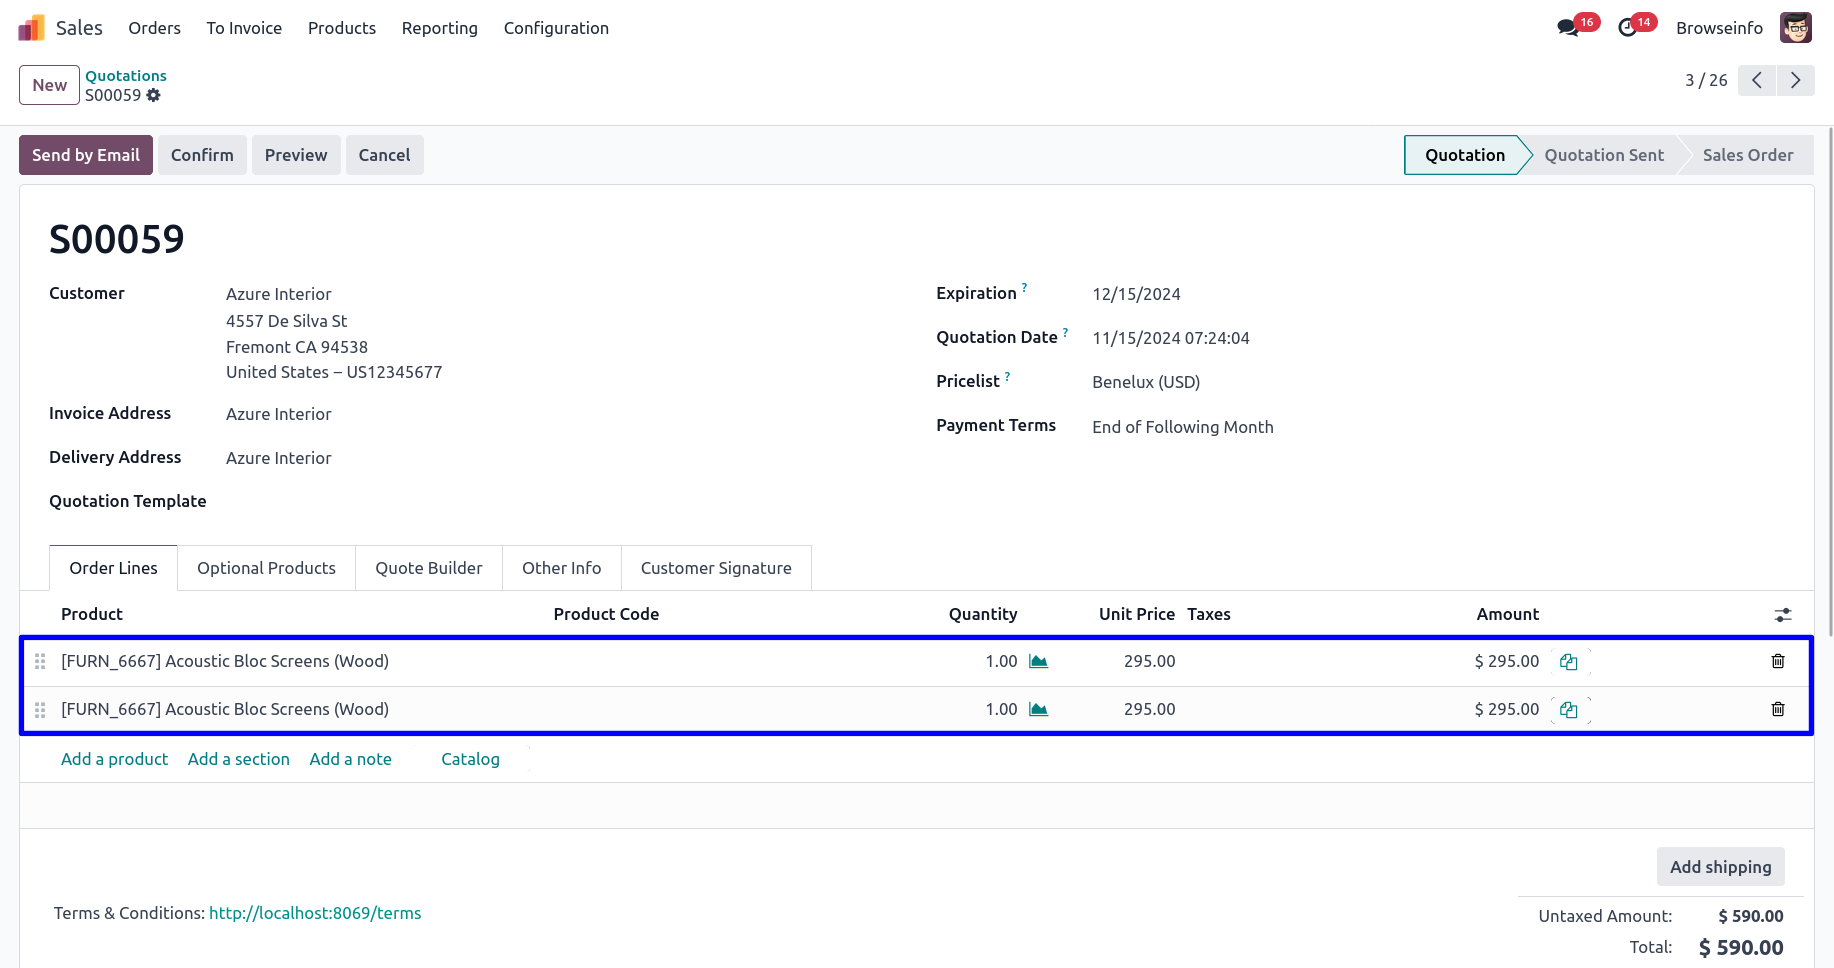 Sales Orders To Invoice Products Reporting Configuration 16 14 Browseinfo
New Quotations 3 / 26
S00059
Send by Email Confirm Preview Cancel Quotation Quotation Sent Sales Order
S00059
Customer Azure Interior
4557 De Silva St
Fremont CA 94538
United States – US12345677
Invoice Address Azure Interior
Delivery Address Azure Interior
Quotation Template
Expiration ? 12/15/2024
Quotation Date ? 11/15/2024 07:24:04
Pricelist ? Benelux (USD)
Payment Terms End of Following Month
Order Lines Optional Products Quote Builder Other Info Customer Signature
Product Product Code Quantity Unit Price Taxes Amount
[FURN_6667] Acoustic Bloc Screens (Wood) 1.00 295.00 $ 295.00
[FURN_6667] Acoustic Bloc Screens (Wood) 1.00 295.00 $ 295.00
Add a product Add a section Add a note Catalog
Add shipping
Terms & Conditions: http://localhost:8069/terms
Untaxed Amount: $ 590.00
Total: $ 590.00